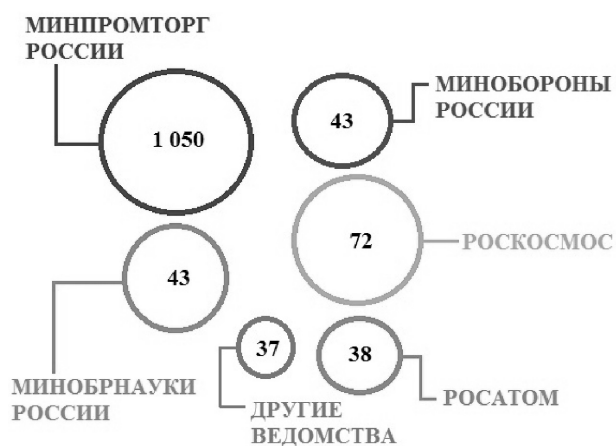 МИНПРОМТОРГ
РОССИИ
1 050
МИНОБОРОНЫ
РОССИИ
43
72
РОСКОСМОС
43
МИНОБРНАУКИ
РОССИИ
37
ДРУГИЕ
ВЕДОМСТВА
38
РОСАТОМ